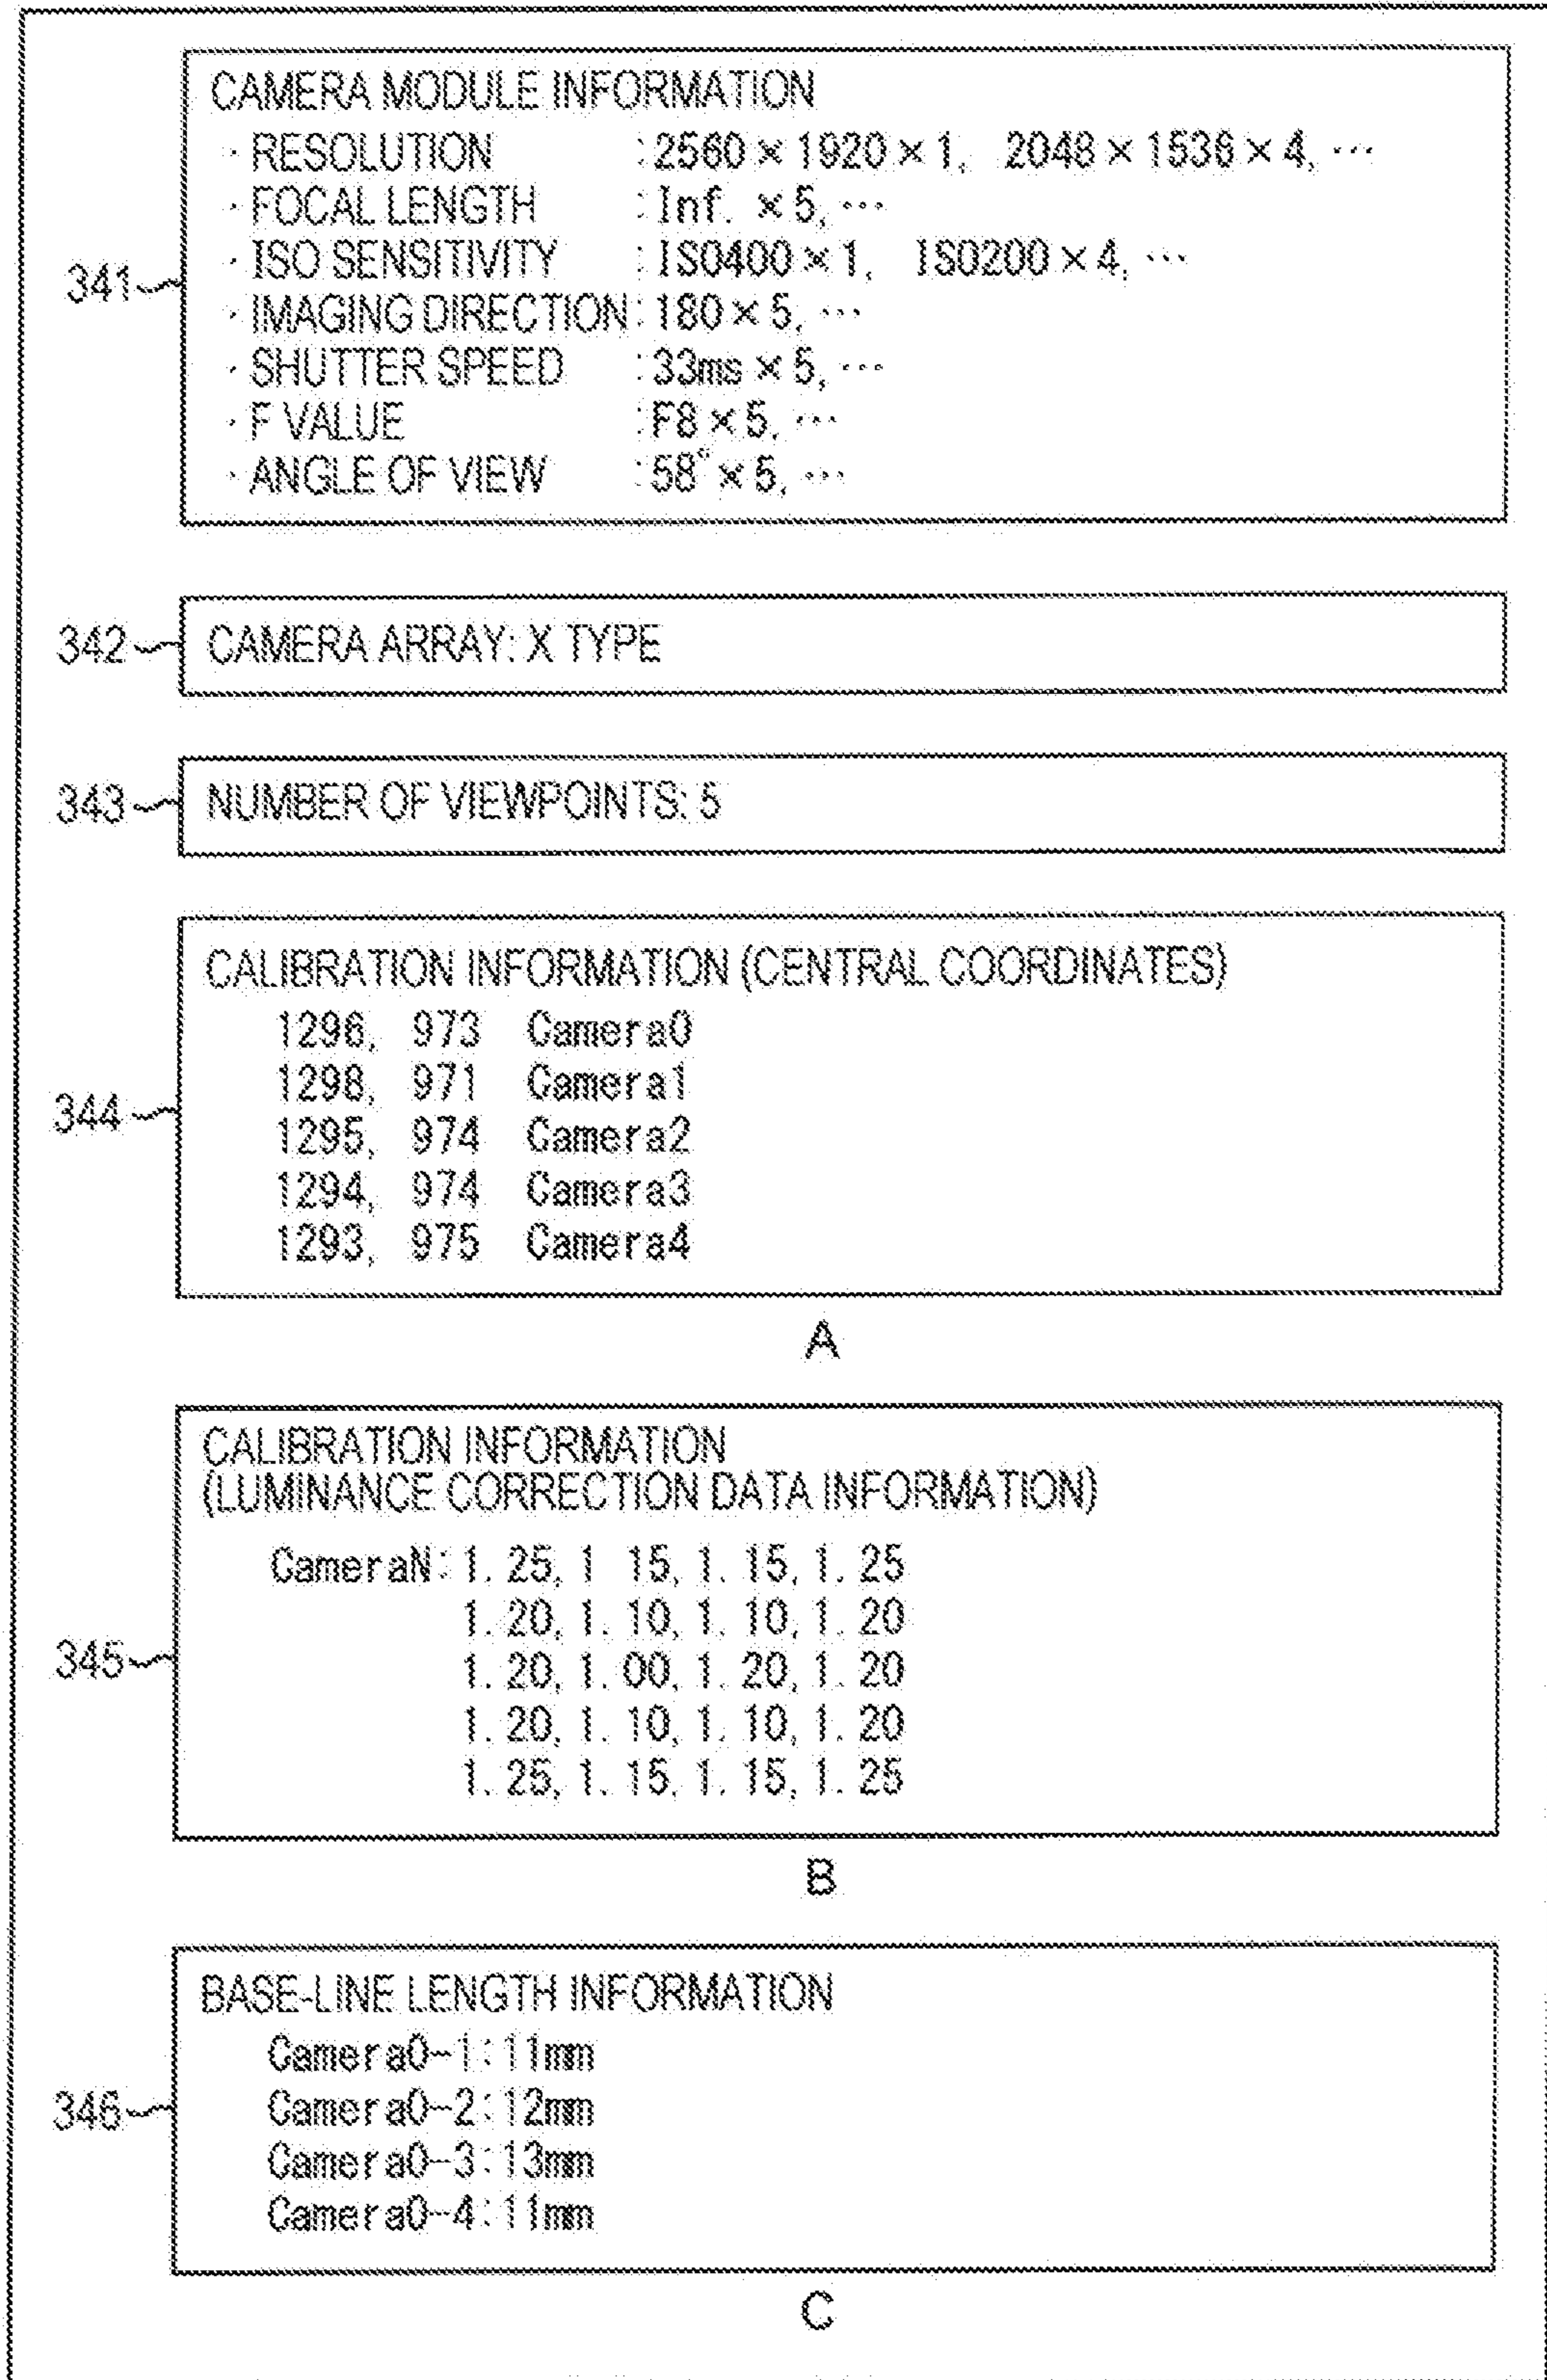 CAMERA MODULE INFORMATION
· RESOLUTION :2560×1920×1, 2048×1536×4, ···
· FOCAL LENGTH :Inf. ×5, ···
· ISO SENSITIVITY :ISO400×1, ISO200×4, ···
· IMAGING DIRECTION:180×5, ···
· SHUTTER SPEED :33ms×5, ···
· F VALUE :F8×5, ···
· ANGLE OF VIEW :58°×5, ···
341
342 CAMERA ARRAY: X TYPE
343 NUMBER OF VIEWPOINTS: 5
CALIBRATION INFORMATION (CENTRAL COORDINATES)
1296, 973 Camera0
1298, 971 Camera1
344
1295, 974 Camera2
1294, 974 Camera3
1293, 975 Camera4
A
CALIBRATION INFORMATION
(LUMINANCE CORRECTION DATA INFORMATION)
CameraN:1.25,1 15,1.15,1.25
1.20,1.10,1.10,1.20
345
1.20,1.00,1.20,1.20
1.20,1.10,1.10,1.20
1.25,1.15,1.15,1.25
B
BASE-LINE LENGTH INFORMATION
Camera0-1:11mm
346
Camera0-2:12mm
Camera0-3:13mm
Camera0-4:11mm
C